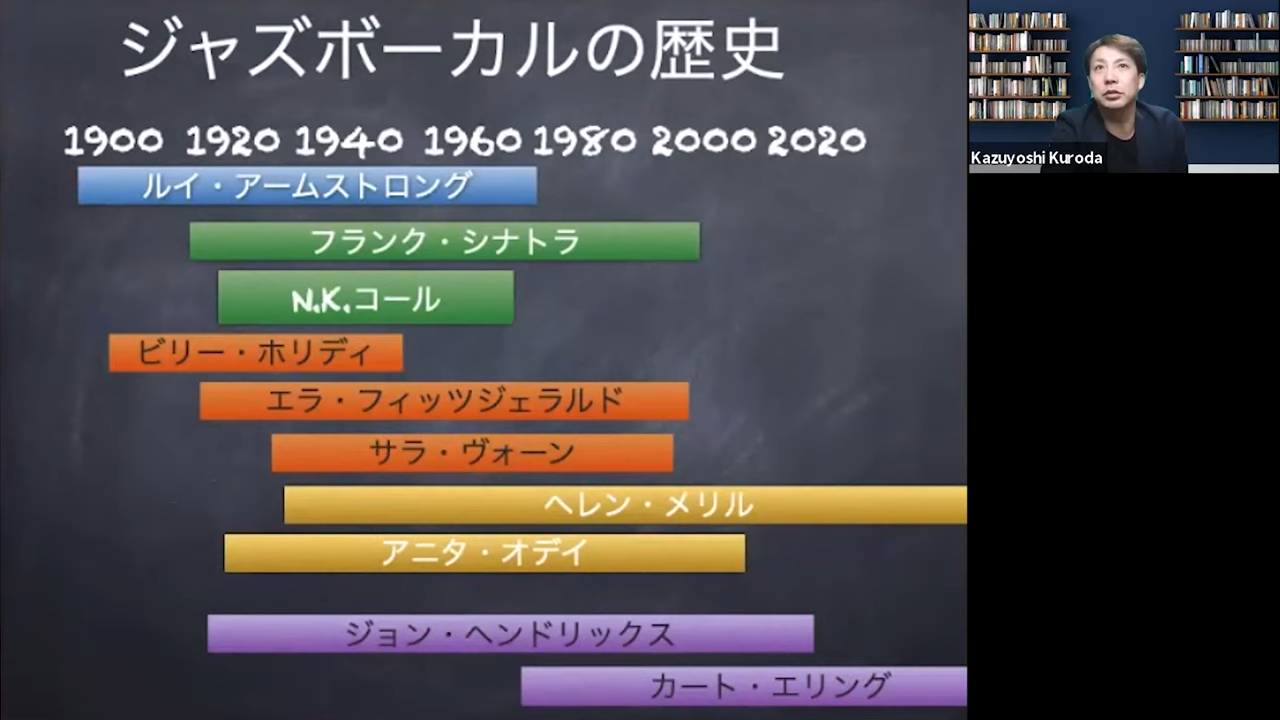 ジャズボーカルの歴史
1900 1920 1940 1960 1980 2000 2020
ルイ・アームストロング
フランク・シナトラ
N.K.コール
ビリー・ホリディ
エラ・フィッツジェラルド
サラ・ヴォーン
ヘレン・メリル
アニタ・オデイ
ジョン・ヘンドリックス
カート・エリング
Kazuyoshi Kuroda